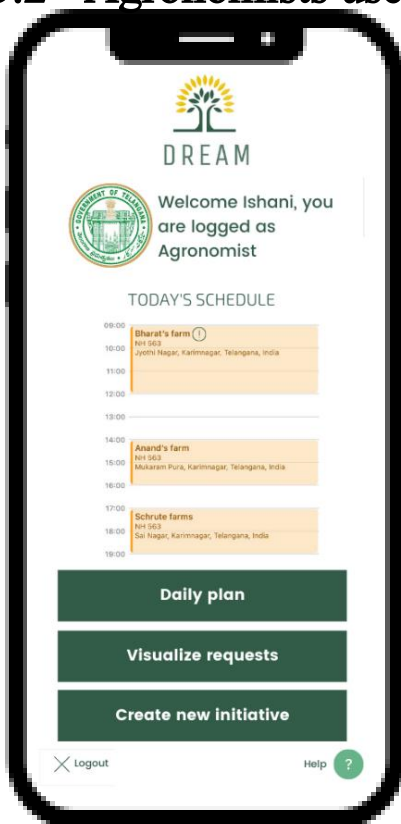 DREAM
GOVERNMENT OF TELANGANA
Welcome Ishani, you
are logged as
Agronomist
TODAY'S SCHEDULE
09:00
Bharat's farm !
NH 563
10:00
Jyothi Nagar, Karimnagar, Telangana, India
11:00
12:00
13:00
14:00
Anand's farm
NH 563
15:00
Mukaram Pura, Karimnagar, Telangana, India
16:00
17:00
Schrute farms
NH 563
18:00
Sai Nagar, Karimnagar, Telangana, India
19:00
Daily plan
Visualize requests
Create new initiative
Logout
Help ?